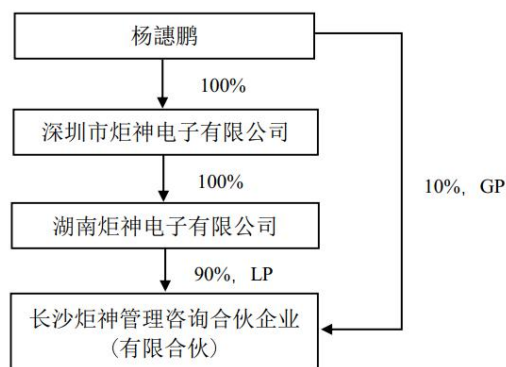 杨譓鹏
100%
深圳市炬神电子有限公司
100%
10%, GP
湖南炬神电子有限公司
90%, LP
长沙炬神管理咨询合伙企业
(有限合伙)